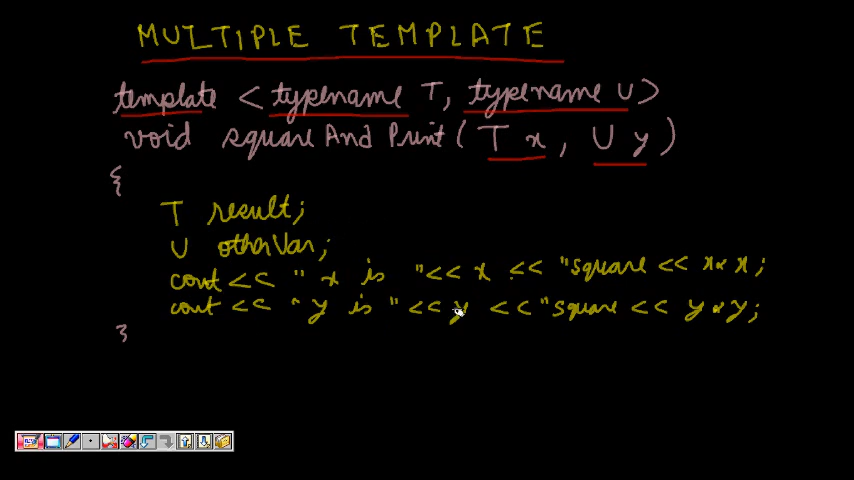 MULTIPLE TEMPLATE
template < typename T, typename U >
void squareAndPrint( T x , U y )
{
T result;
U otherVar;
cout << " x is " << x << "square << x*x;
cout << " y is " << y << "square << y*y;
}